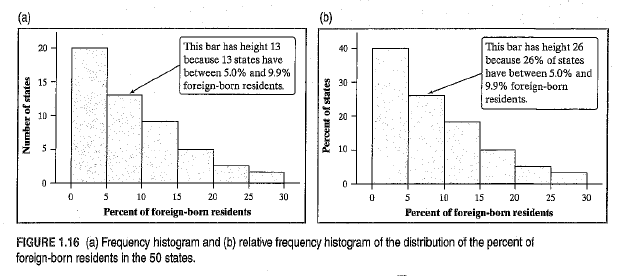 (a)
(b)
20
15
10
5
0
Number of states
This bar has height 13
because 13 states have
between 5.0% and 9.9%
foreign-born residents.
0 5 10 15 20 25 30
Percent of foreign-born residents
40
30
20
10
0
Percent of states
This bar has height 26
because 26% of states
have between 5.0% and
9.9% foreign-born
residents.
0 5 10 15 20 25 30
Percent of foreign-born residents
FIGURE 1.16 (a) Frequency histogram and (b) relative frequency histogram of the distribution of the percent of
foreign-born residents in the 50 states.